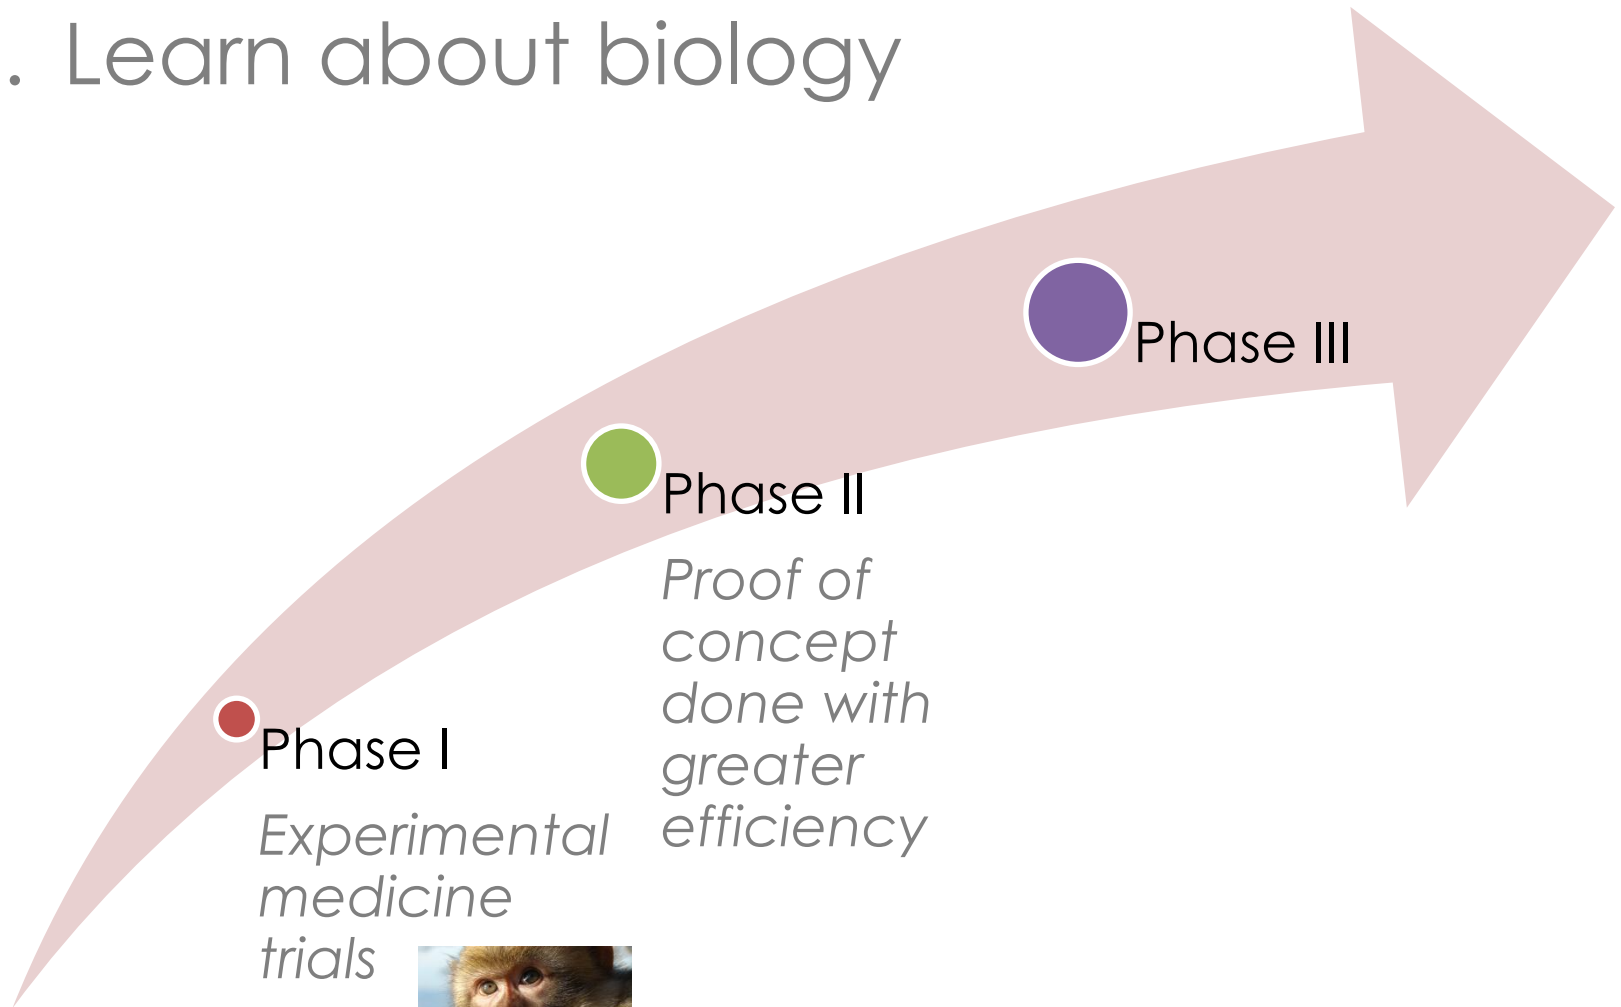 . Learn about biology
Phase III
Phase II
Proof of
concept
done with
greater
efficiency
Phase I
Experimental
medicine
trials